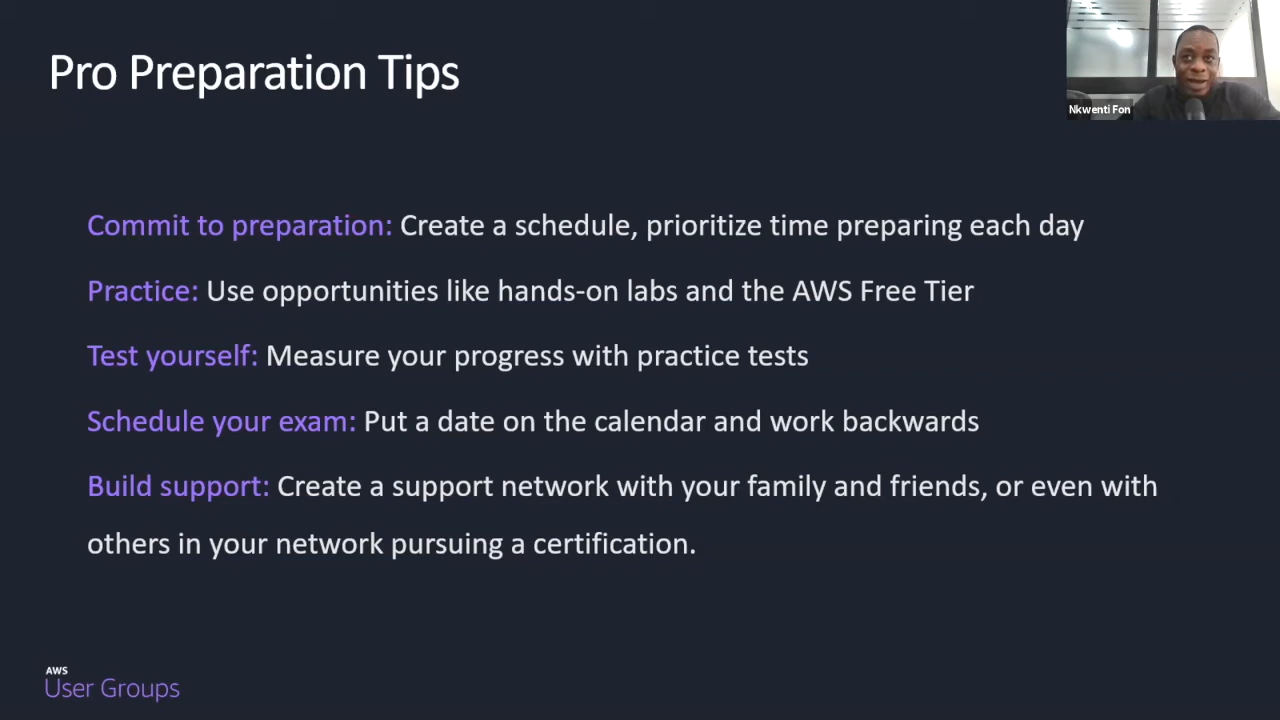 Pro Preparation Tips
Nkwenti Fon
Commit to preparation: Create a schedule, prioritize time preparing each day
Practice: Use opportunities like hands-on labs and the AWS Free Tier
Test yourself: Measure your progress with practice tests
Schedule your exam: Put a date on the calendar and work backwards
Build support: Create a support network with your family and friends, or even with
others in your network pursuing a certification.
AWS
User Groups